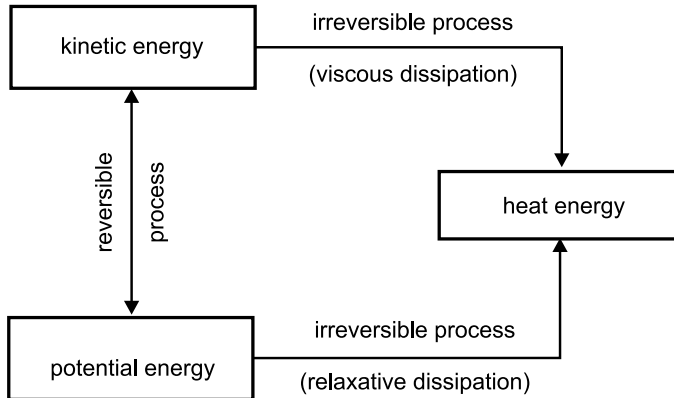 kinetic energy
irreversible process
(viscous dissipation)
reversible
process
heat energy
potential energy
irreversible process
(relaxative dissipation)